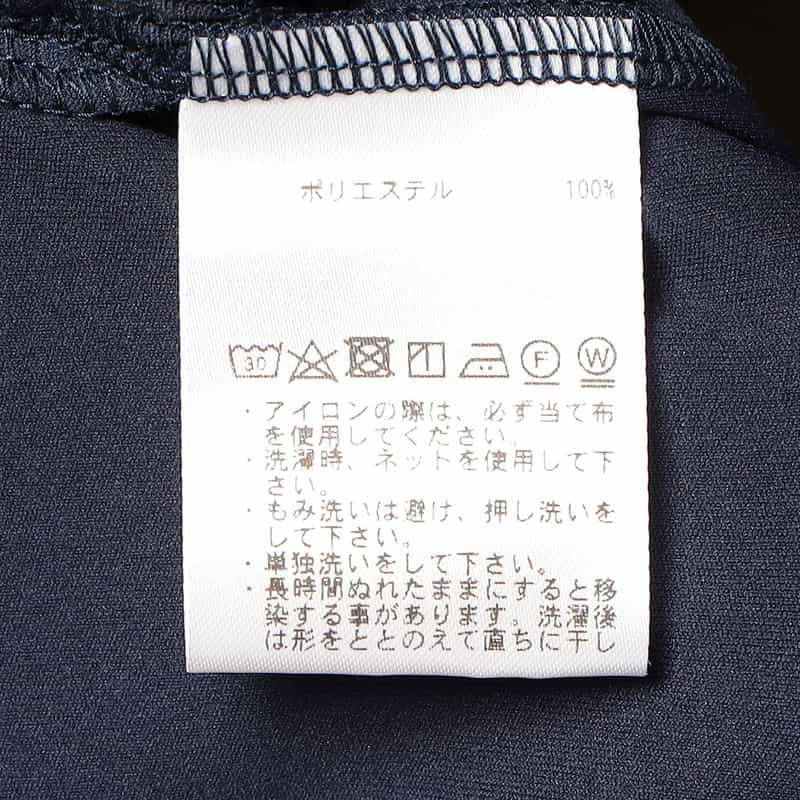 ポリエステル 100%
30 F W
・アイロンの際は、必ず当て布
を使用してください。
・洗濯時、ネットを使用して下
さい。
・もみ洗いは避け、押し洗いを
して下さい。
・単独洗いをして下さい。
・長時間ぬれたままにすると移
染する事があります。洗濯後
は形をととのえて直ちに干し